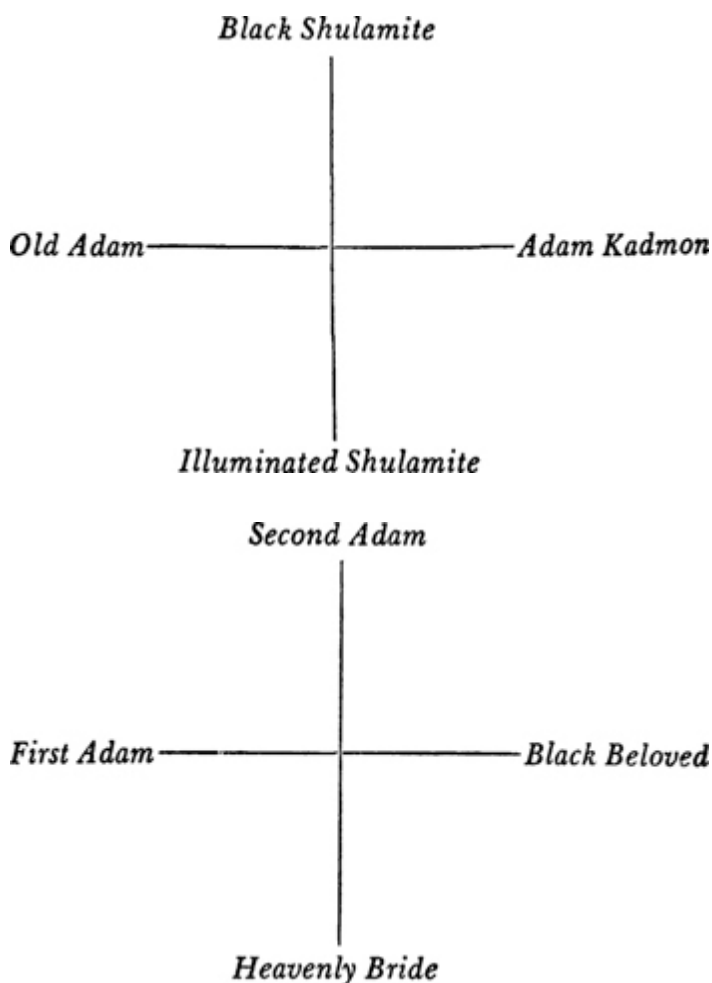 Black Shulamite
Old Adam Adam Kadmon
Illuminated Shulamite
Second Adam
First Adam Black Beloved
Heavenly Bride